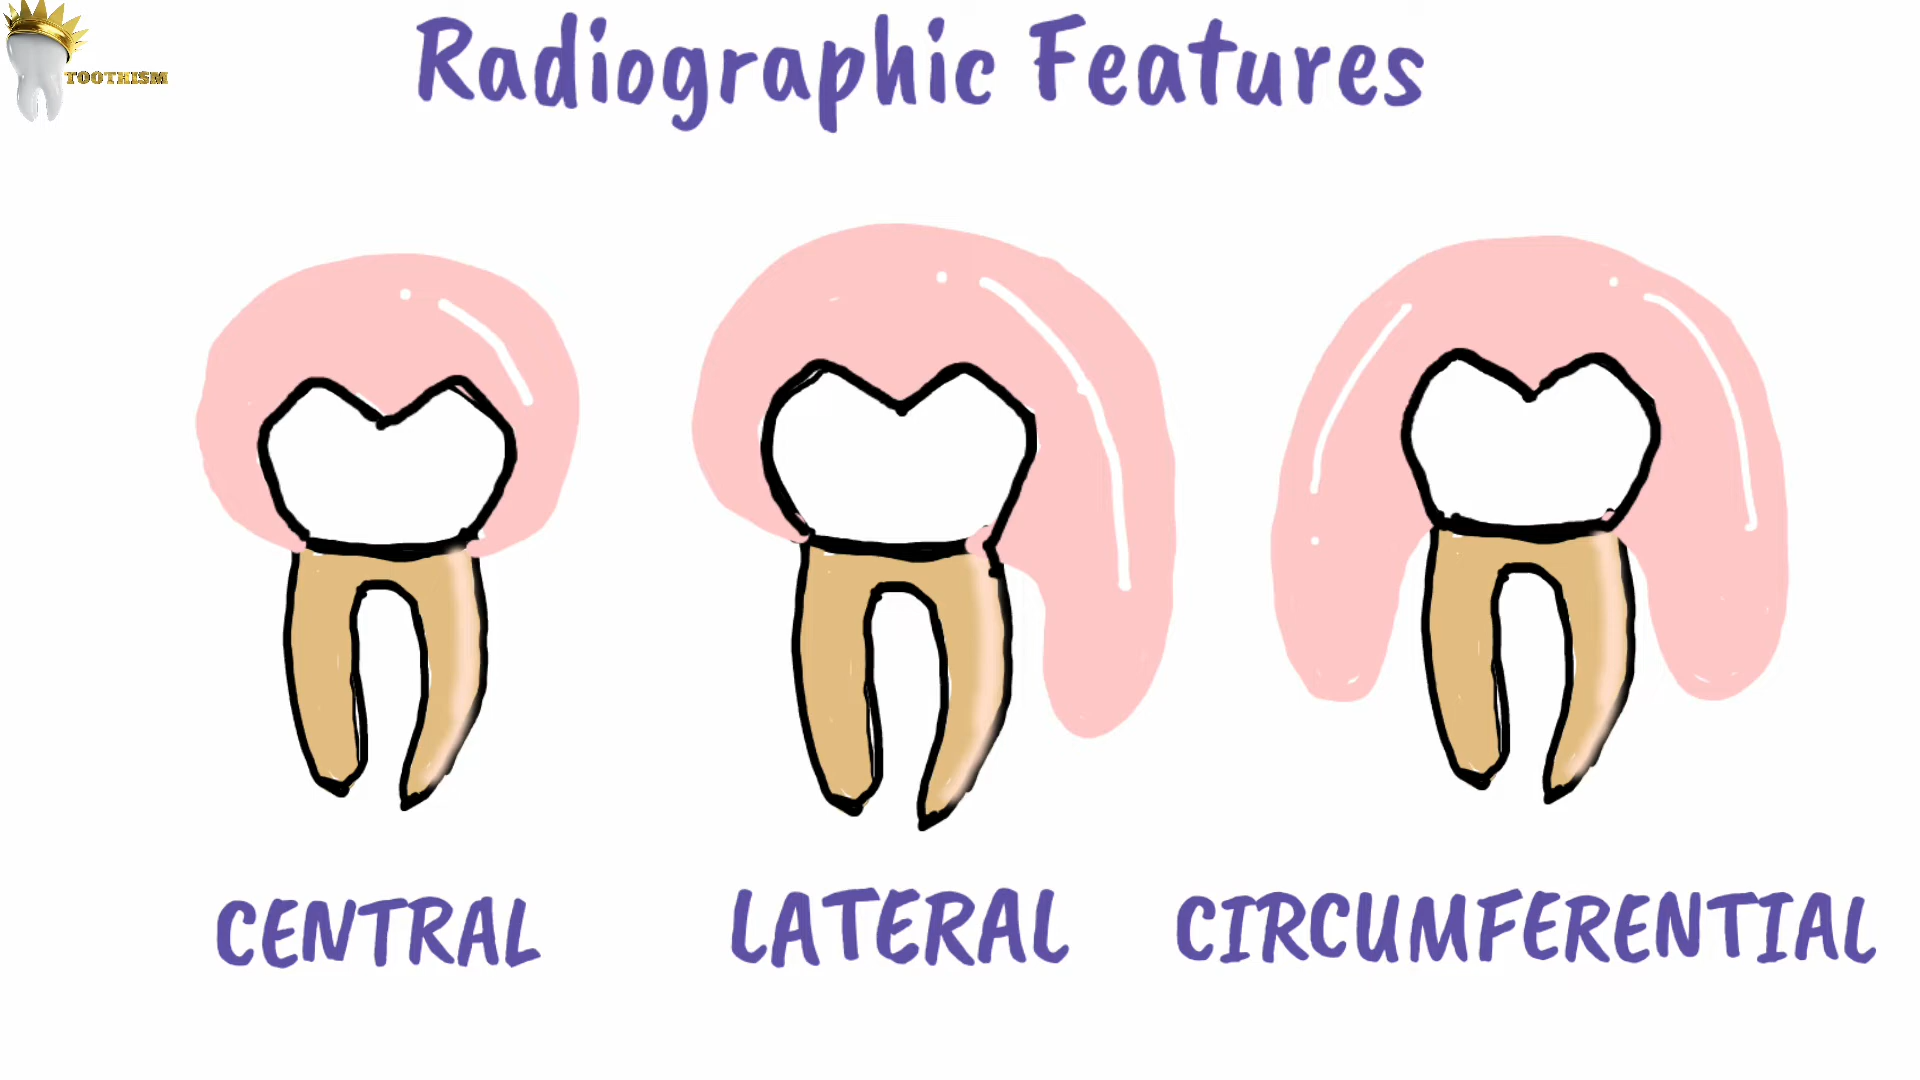 TOOTHISM
Radiographic Features
CENTRAL
LATERAL
CIRCUMFERENTIAL